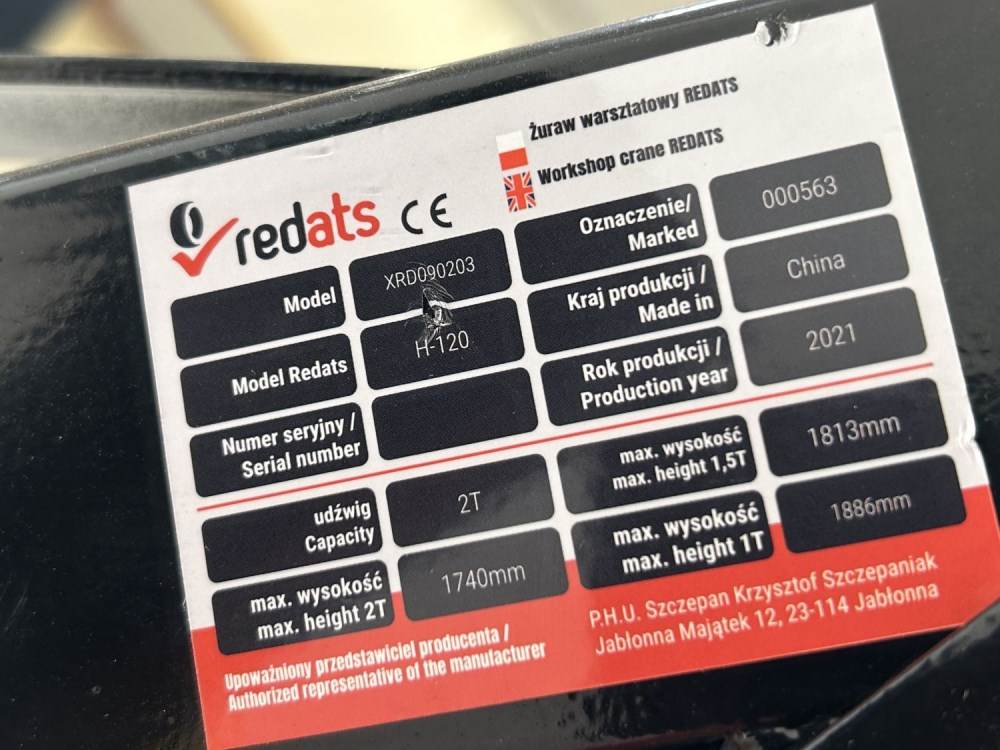 Żuraw warsztatowy REDATS
Workshop crane REDATS
redats CE
Model
XRD090203
Oznaczenie/
Marked
000563
Model Redats
H-120
Kraj produkcji /
Made in
China
Numer seryjny /
Serial number
Rok produkcji /
Production year
2021
udźwig
Capacity
2T
max. wysokość
max. height 1,5T
1813mm
max. wysokość
max. height 2T
1740mm
max. wysokość
max. height 1T
1886mm
Upoważniony przedstawiciel producenta /
Authorized representative of the manufacturer
P.H.U. Szczepan Krzysztof Szczepaniak
Jabłonna Majątek 12, 23-114 Jabłonna